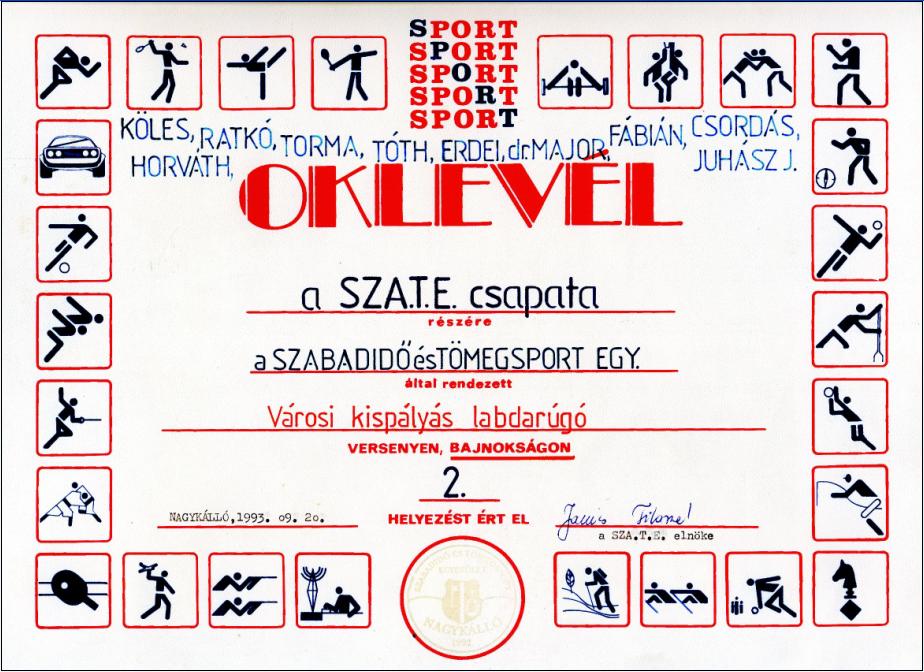 SPORT
SPORT
SPORT
SPORT
SPORT
KÖLES, RATKÓ, TORMA, TÓTH, ERDEI, dr. MAJOR, FÁBIÁN, CSORDÁS,
HORVÁTH, JUHÁSZ J.
OKLEVÉL
a SZA.T.E. csapata
részére
a SZABADIDŐ és TÖMEGSPORT EGY.
által rendezett
Városi kispályás labdarúgó
VERSENYEN, BAJNOKSÁGON
2.
NAGYKÁLLÓ,1993. 09. 20.
HELYEZÉST ÉRT EL
a SZA.T.E. elnöke
NAGYKÁLLÓ
1992